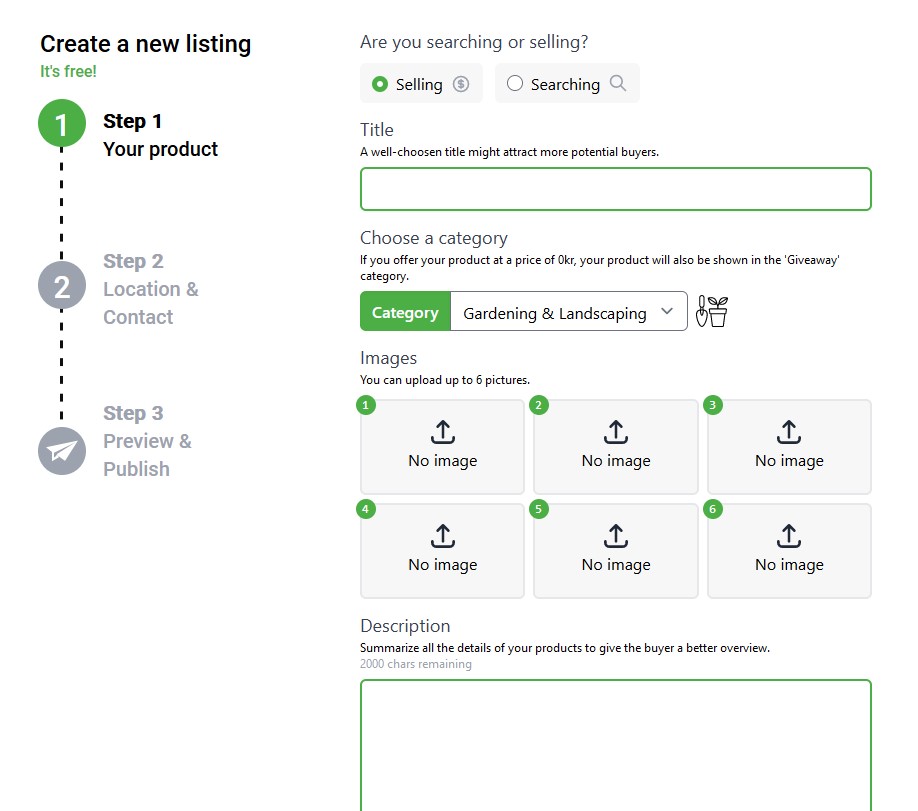 Create a new listing
It's free!
1
Step 1
Your product
2
Step 2
Location &
Contact
Step 3
Preview &
Publish
Are you searching or selling?
Selling
Searching
Title
A well-choosen title might attract more potential buyers.
Choose a category
If you offer your product at a price of 0kr, your product will also be shown in the 'Giveaway'
category.
Category Gardening & Landscaping
Images
You can upload up to 6 pictures.
1 2 3
No image No image No image
4 5 6
No image No image No image
Description
Summarize all the details of your products to give the buyer a better overview.
2000 chars remaining